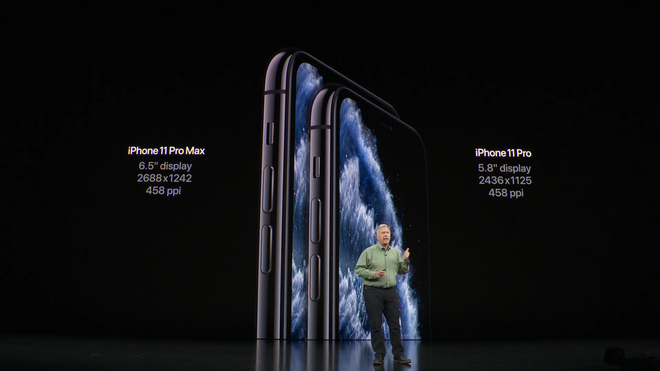 iPhone 11 Pro Max
6.5" display
2688x1242
458 ppi
iPhone 11 Pro
5.8" display
2436x1125
458 ppi